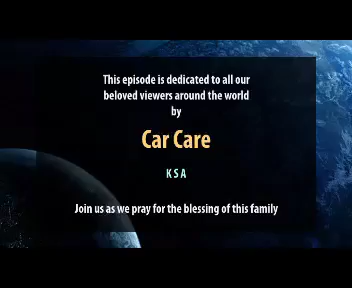 This episode is dedicated to all our
beloved viewers around the world
by
Car Care
K S A
Join us as we pray for the blessing of this family